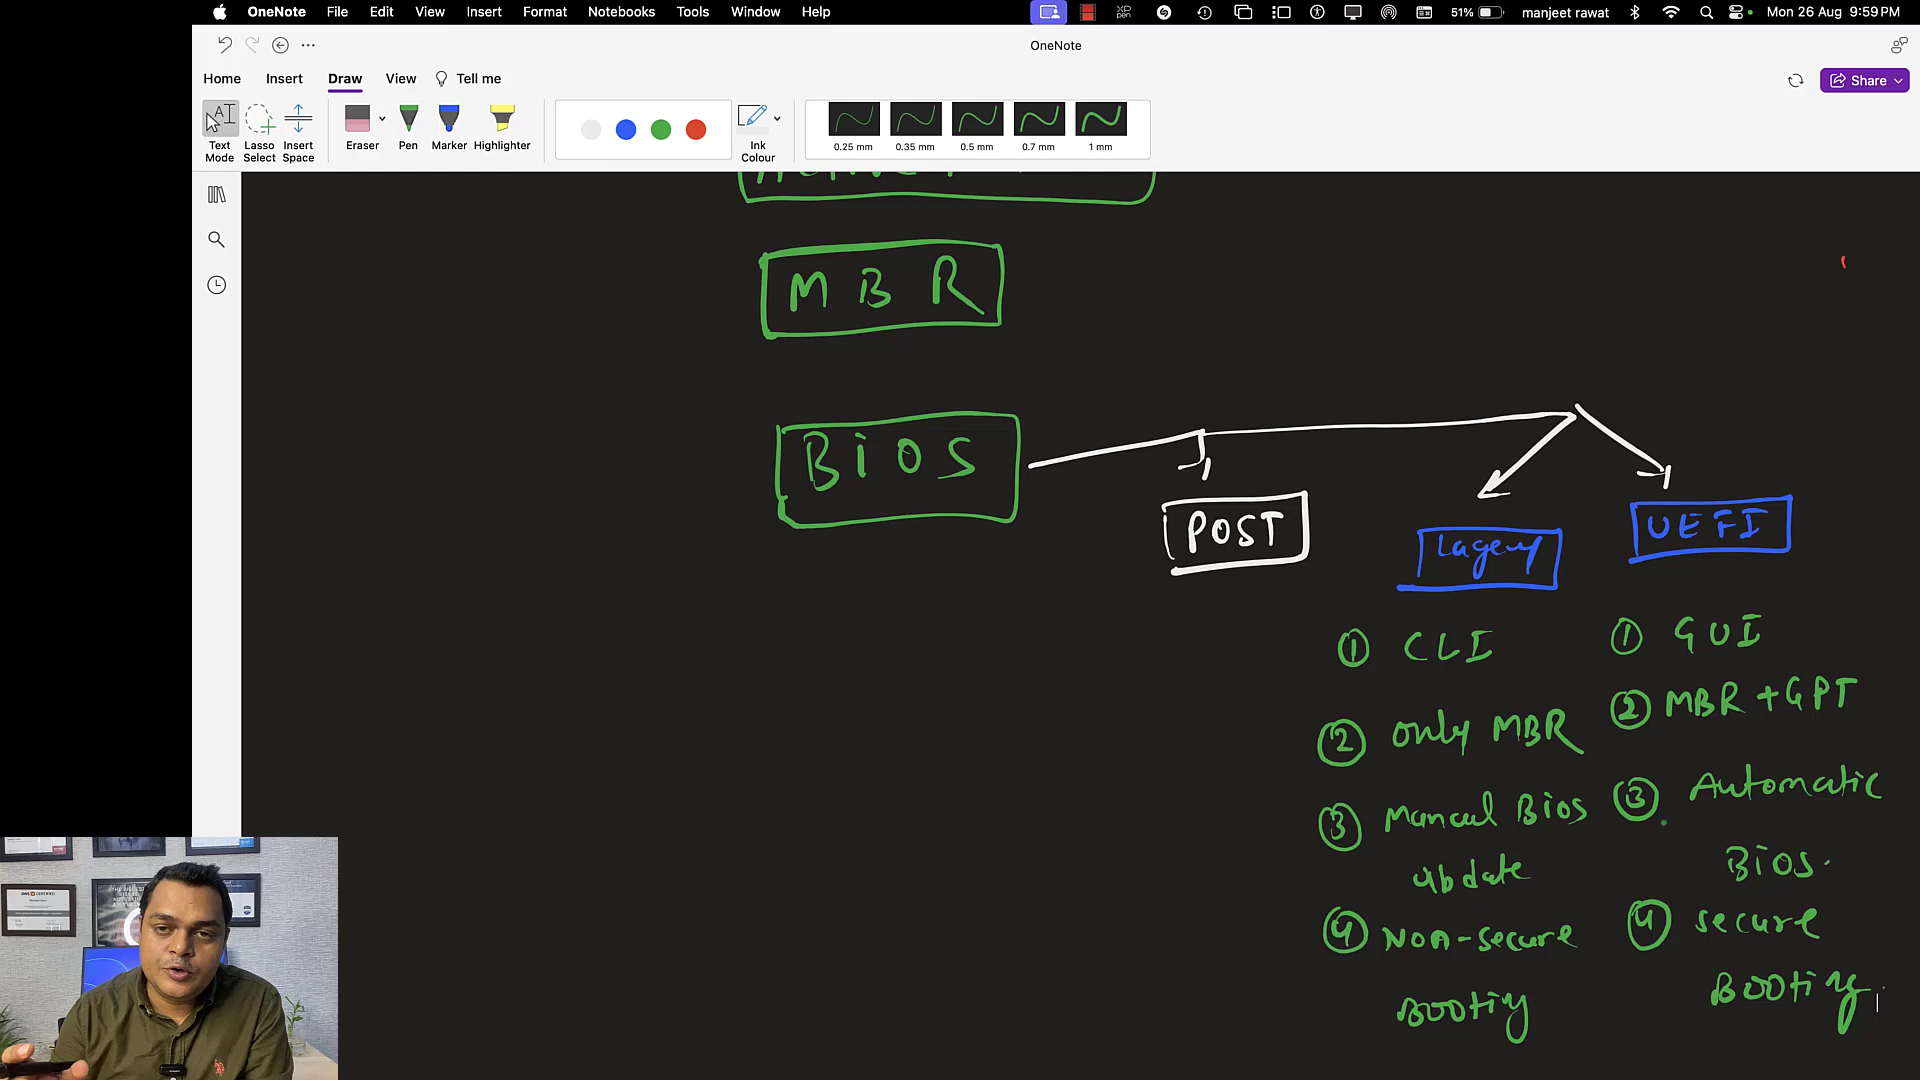 OneNote File Edit View Insert Format Notebooks Tools Window Help
XP pen
51% manjeet rawat Mon 26 Aug 9:59 PM
OneNote
Home Insert Draw View Tell me
Share
Text Mode
Lasso Select
Insert Space
Eraser
Pen
Marker
Highlighter
Ink Colour
0.25 mm
0.35 mm
0.5 mm
0.7 mm
1 mm
M B R
BiOS
POST
Lagecy
UEFI
① CLI
② Only MBR
③ Manual Bios
update
④ Non-secure
Booting
① GUI
② MBR + GPT
③ Automatic
Bios.
④ secure
Booting